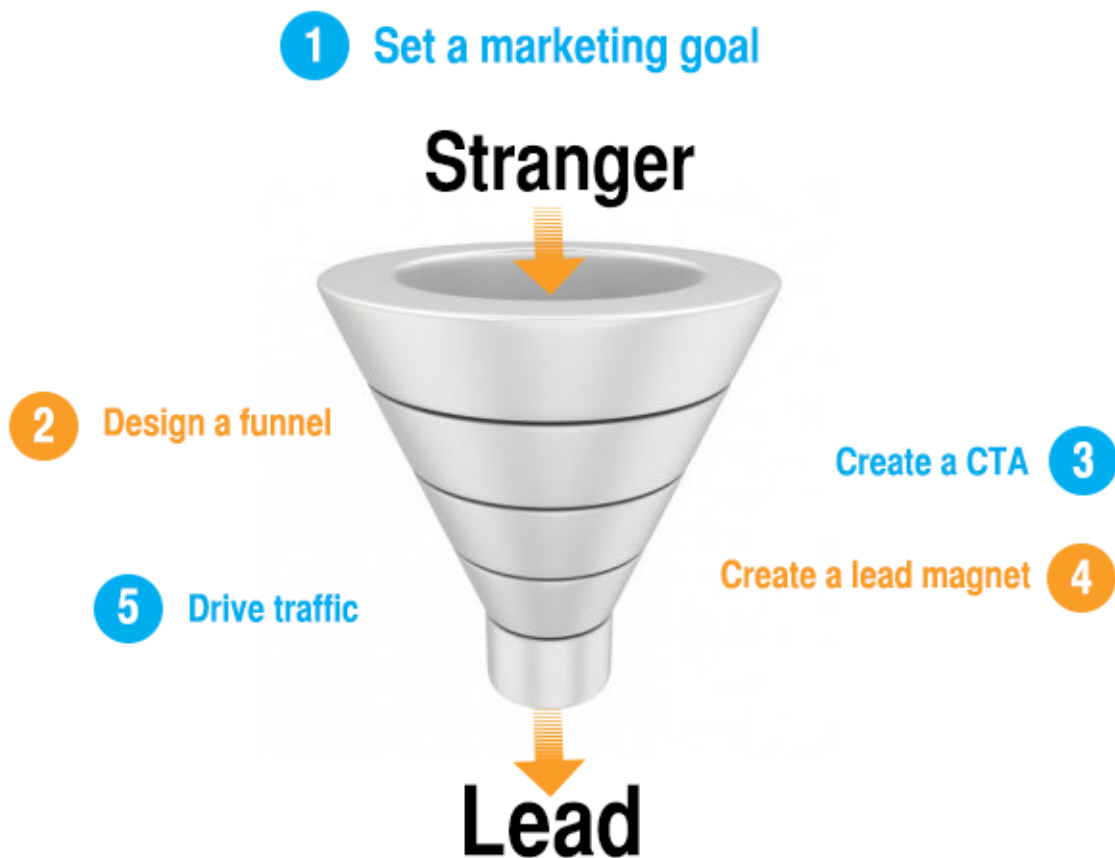 1 Set a marketing goal
Stranger
2 Design a funnel
Create a CTA 3
Create a lead magnet 4
5 Drive traffic
Lead